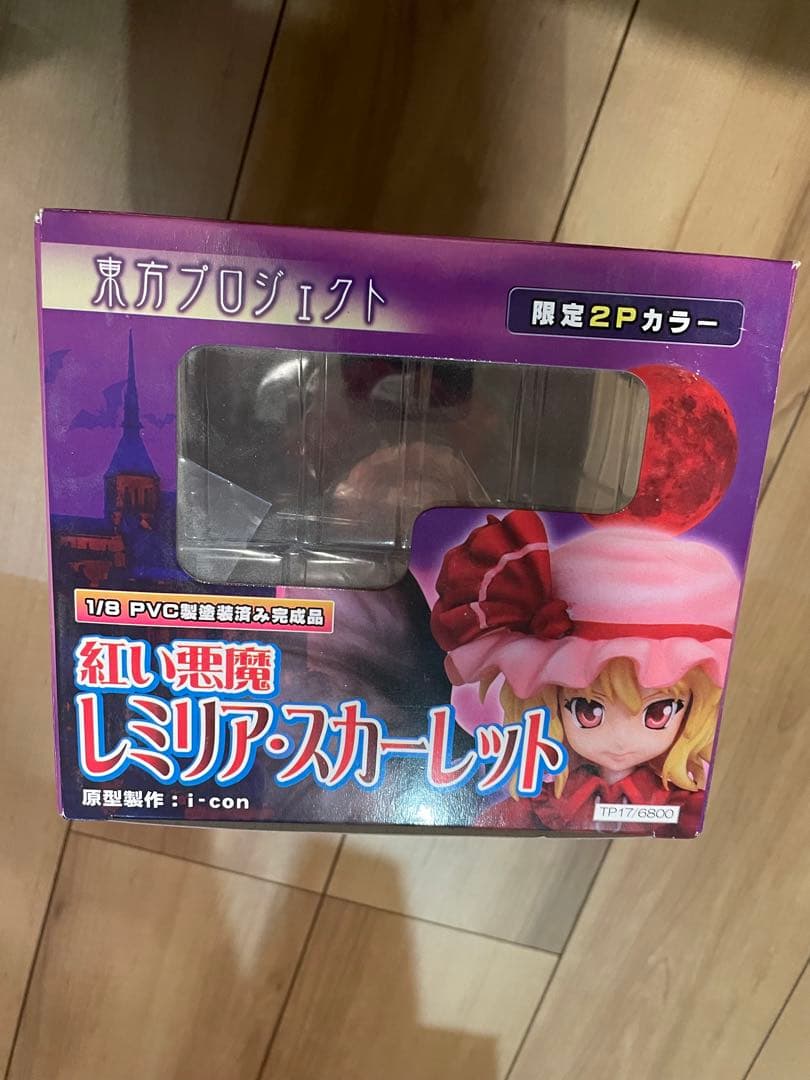 東方プロジェクト
限定2Pカラー
1/8 PVC製塗装済み完成品
紅い悪魔
レミリア・スカーレット
原型製作：i-con
TP17/6800